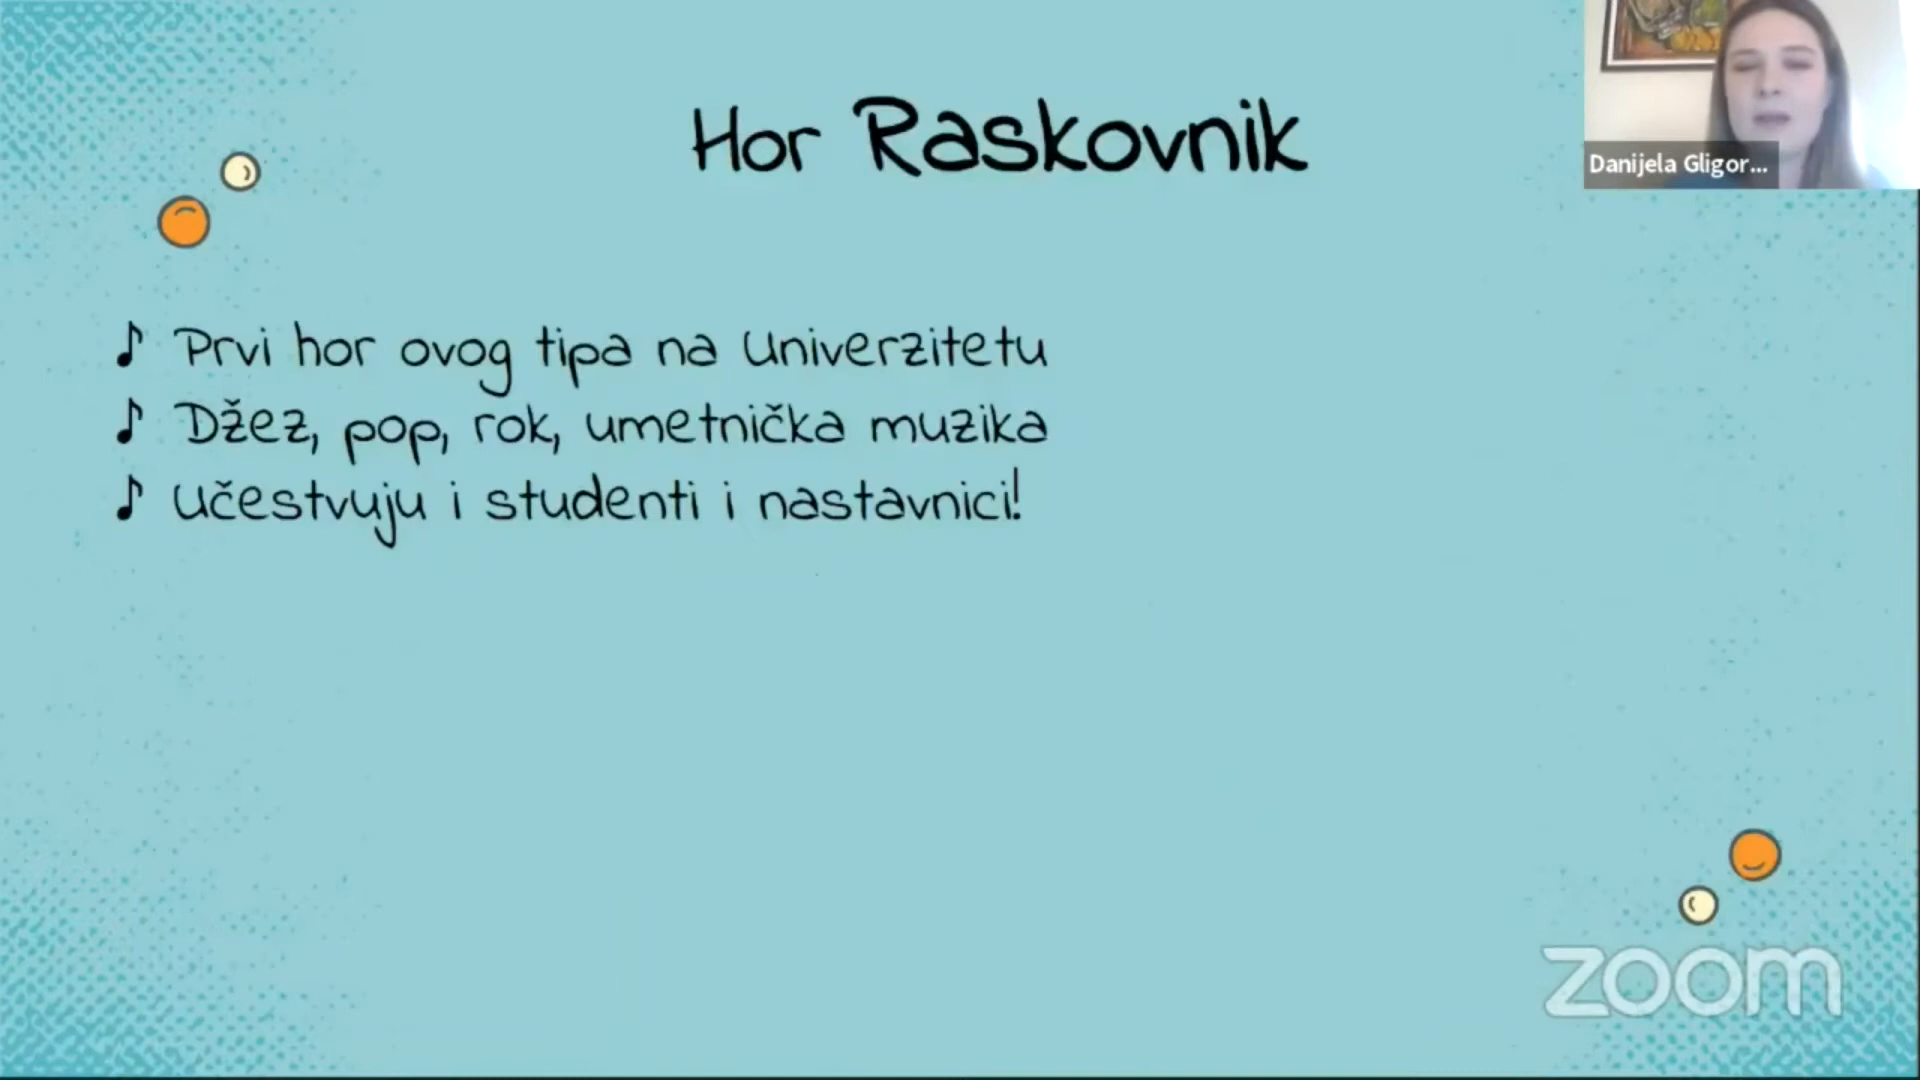 Hor Raskovnik
Danijela Gligor...
♪ Prvi hor ovog tipa na Univerzitetu
♪ Džez, pop, rok, umetnička muzika
♪ Učestvuju i studenti i nastavnici!
zoom